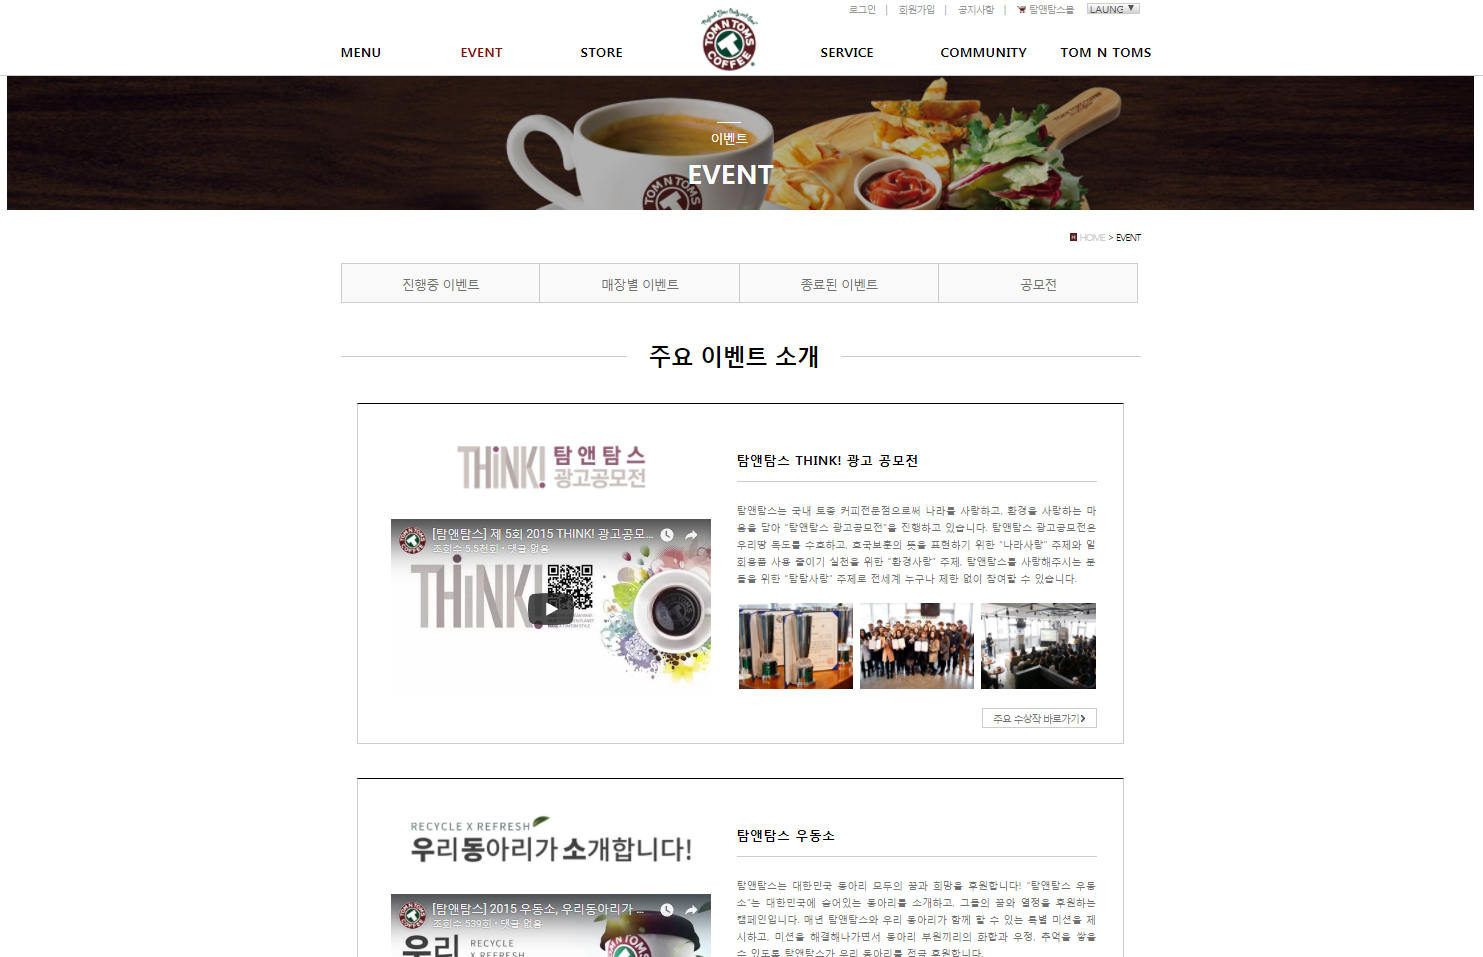 로그인 | 회원가입 | 공지사항 | 탐앤탐스몰 LAUNG ▼
Refresh Your Body and Soul
TOM N TOMS COFFEE
MENU EVENT STORE SERVICE COMMUNITY TOM N TOMS
이벤트
EVENT
TOM N TOMS
HOME > EVENT
진행중 이벤트 매장별 이벤트 종료된 이벤트 공모전
주요 이벤트 소개
THiNK! 탐앤탐스
광고공모전
[탐앤탐스] 제 5회 2015 THINK! 광고공모...
조회수 5.5천회 • 댓글 없음
THiNK!
탐앤탐스 THINK! 광고 공모전
탐앤탐스는 국내 토종 커피전문점으로써 나라를 사랑하고, 환경을 사랑하는 마
음을 담아 "탐앤탐스 광고공모전"을 진행하고 있습니다. 탐앤탐스 광고공모전은
우리땅 독도를 수호하고, 호국보훈의 뜻을 표현하기 위한 "나라사랑" 주제와 일
회용품 사용 줄이기 실천을 위한 "환경사랑" 주제, 탐앤탐스를 사랑해주시는 분
들을 위한 "탐탐사랑" 주제로 전세계 누구나 제한 없이 참여할 수 있습니다.
주요 수상작 바로가기>
RECYCLE X REFRESH
우리동아리가 소개합니다!
[탐앤탐스] 2015 우동소, 우리동아리가 ...
조회수 539회 • 댓글 없음
우리
RECYCLE
X REFRESH
TOM N TOMS
탐앤탐스 우동소
탐앤탐스는 대한민국 동아리 모두의 꿈과 희망을 후원합니다! "탐앤탐스 우동
소"는 대한민국에 숨어있는 동아리를 소개하고, 그들의 꿈와 열정을 후원하는
캠페인입니다. 매년 탐앤탐스와 우리 동아리가 함께 할 수 있는 특별 미션을 제
시하고, 미션을 해결해나가면서 동아리 부원끼리의 화합과 우정, 추억을 쌓을
수 있도록 탐앤탐스가 우리 동아리를 적극 후원합니다.